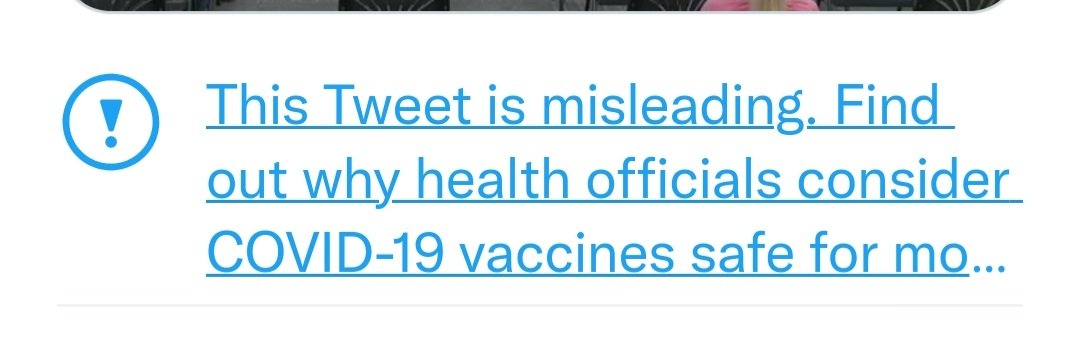 This Tweet is misleading. Find
out why health officials consider
COVID-19 vaccines safe for mo...